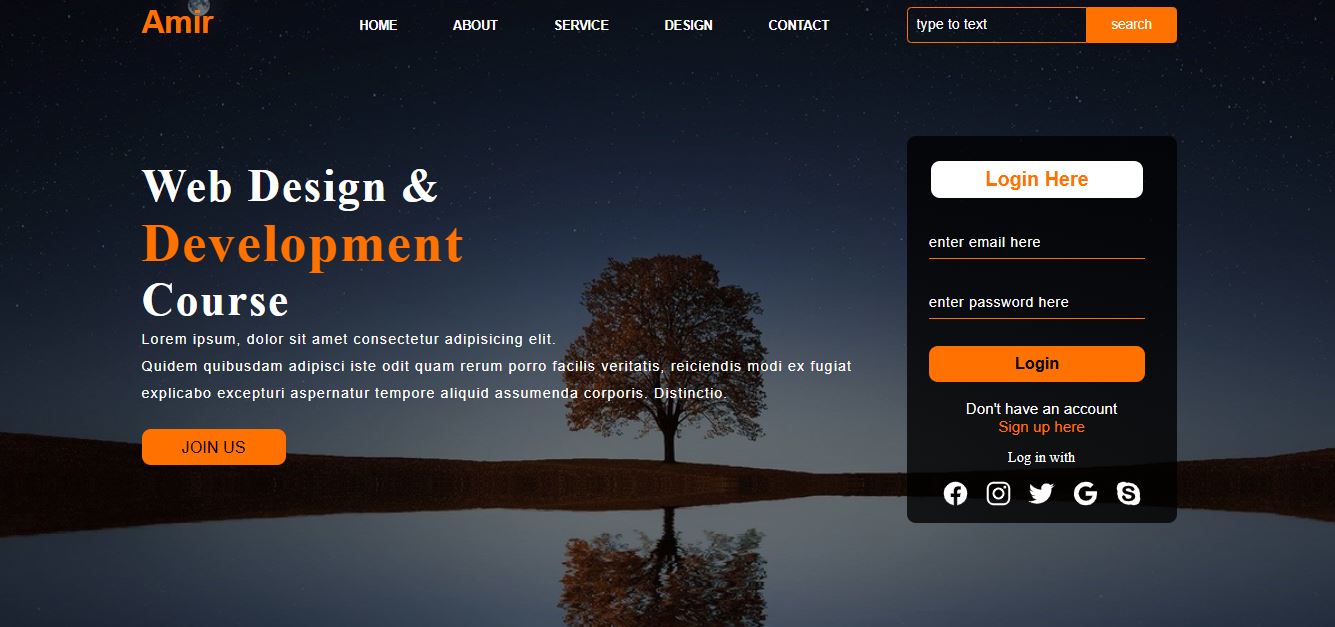 Amir
HOME ABOUT SERVICE DESIGN CONTACT
type to text search
Web Design &
Development
Course
Lorem ipsum, dolor sit amet consectetur adipisicing elit.
Quidem quibusdam adipisci iste odit quam rerum porro facilis veritatis, reiciendis modi ex fugiat
explicabo excepturi aspernatur tempore aliquid assumenda corporis. Distinctio.
JOIN US
Login Here
enter email here
enter password here
Login
Don't have an account
Sign up here
Log in with